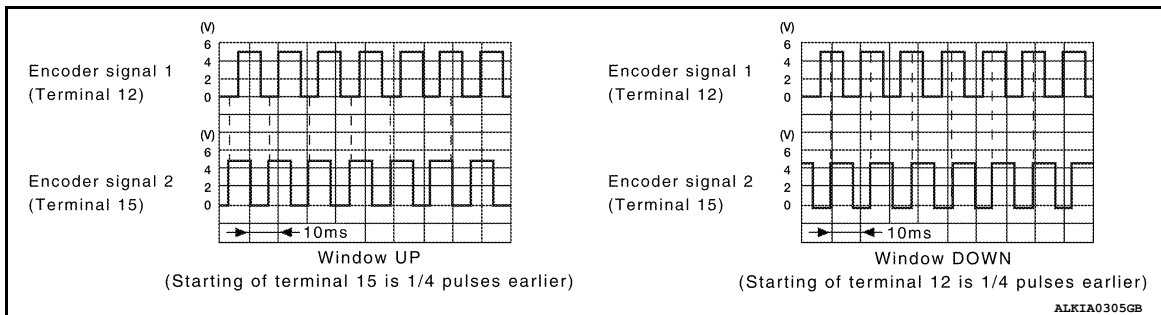 (V)
6
4
2
0
Encoder signal 1
(Terminal 12)
(V)
6
4
2
0
Encoder signal 2
(Terminal 15)
10ms
Window UP
(Starting of terminal 15 is 1/4 pulses earlier)
(V)
6
4
2
0
Encoder signal 1
(Terminal 12)
(V)
6
4
2
0
Encoder signal 2
(Terminal 15)
10ms
Window DOWN
(Starting of terminal 12 is 1/4 pulses earlier)
ALKIA0305GB